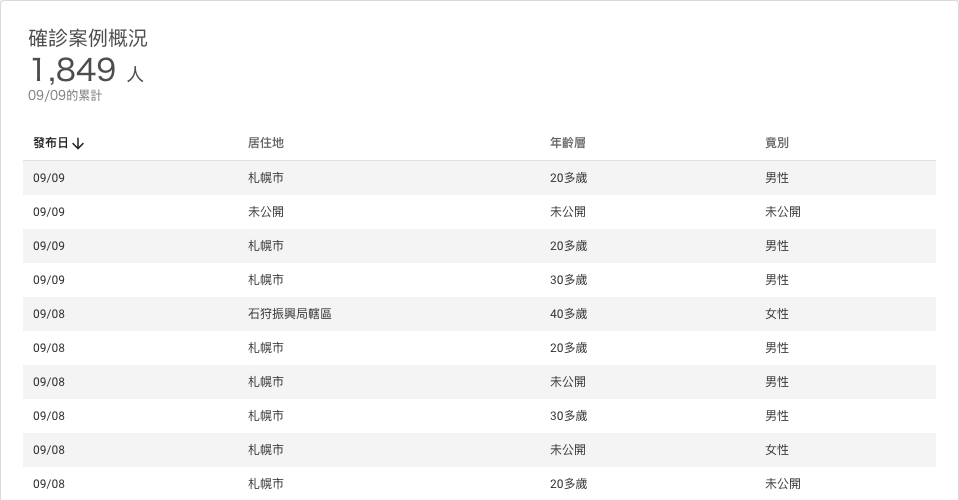 確診案例概況
1,849 人
09/09的累計
發布日↓ 居住地 年齡層 竟別
09/09 札幌市 20多歲 男性
09/09 未公開 未公開 未公開
09/09 札幌市 20多歲 男性
09/09 札幌市 30多歲 男性
09/08 石狩振興局轄區 40多歲 女性
09/08 札幌市 20多歲 男性
09/08 札幌市 未公開 男性
09/08 札幌市 30多歲 男性
09/08 札幌市 未公開 女性
09/08 札幌市 20多歲 未公開